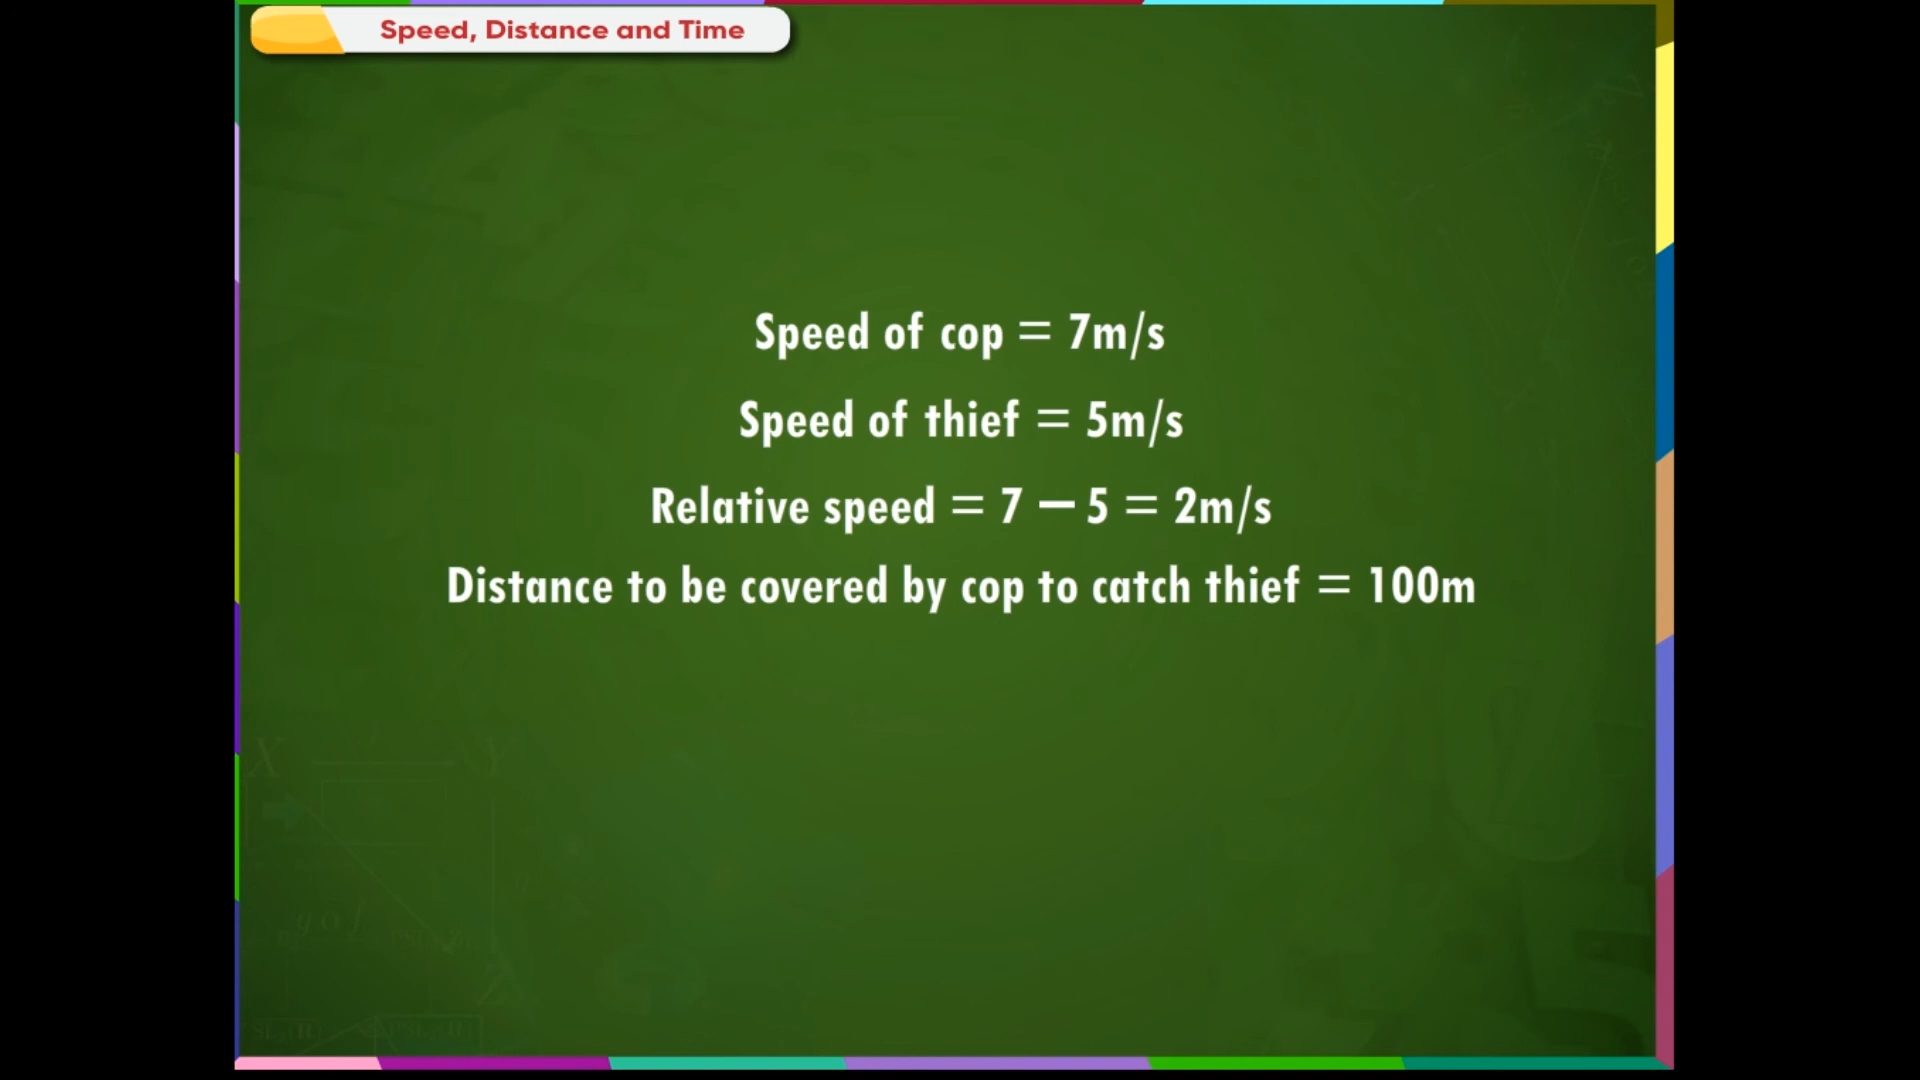 Speed, Distance and Time
Speed of cop = 7m/s
Speed of thief = 5m/s
Relative speed = 7 – 5 = 2m/s
Distance to be covered by cop to catch thief = 100m